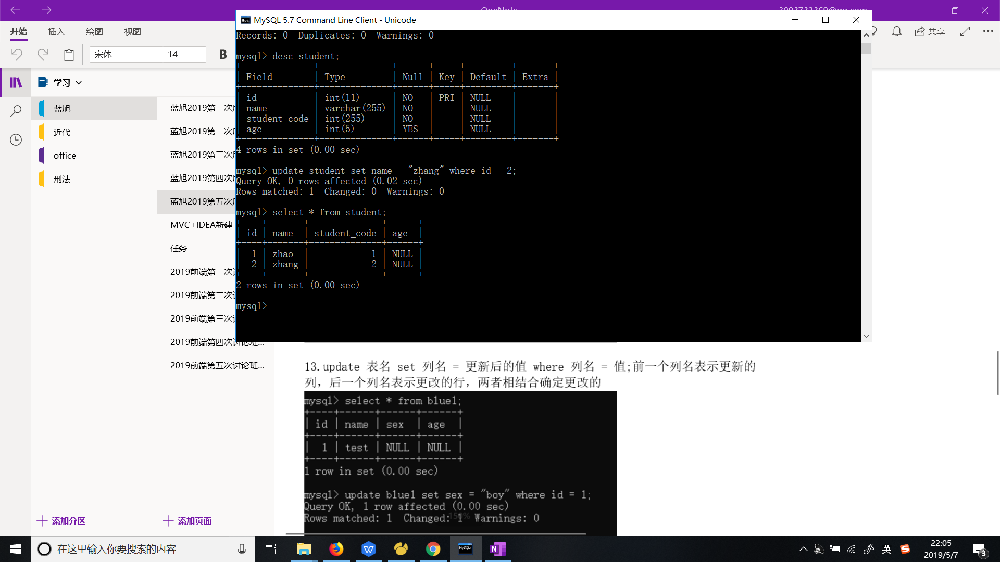 MySQL 5.7 Command Line Client - Unicode
开始 插入 绘图 视图 共享
宋体 14 B
学习
蓝旭
近代
office
刑法
蓝旭2019第一次
蓝旭2019第二次
蓝旭2019第三次
蓝旭2019第四次
蓝旭2019第五次
MVC+IDEA新建
任务
2019前端第一次
2019前端第二次
2019前端第三次
2019前端第四次讨论班...
2019前端第五次讨论班...
添加分区 添加页面
Records: 0 Duplicates: 0 Warnings: 0
mysql> desc student;
+--------------+--------------+------+-----+---------+-------+
| Field | Type | Null | Key | Default | Extra |
+--------------+--------------+------+-----+---------+-------+
| id | int(11) | NO | PRI | NULL | |
| name | varchar(255) | NO | | NULL | |
| student_code | int(255) | NO | | NULL | |
| age | int(5) | YES | | NULL | |
+--------------+--------------+------+-----+---------+-------+
4 rows in set (0.00 sec)
mysql> update student set name = "zhang" where id = 2;
Query OK, 0 rows affected (0.02 sec)
Rows matched: 1 Changed: 0 Warnings: 0
mysql> select * from student;
+----+-------+--------------+------+
| id | name | student_code | age |
+----+-------+--------------+------+
| 1 | zhao | 1 | NULL |
| 2 | zhang | 2 | NULL |
+----+-------+--------------+------+
2 rows in set (0.00 sec)
mysql>
13.update 表名 set 列名 = 更新后的值 where 列名 = 值;前一个列名表示更新的
列，后一个列名表示更改的行，两者相结合确定更改的
mysql> select * from blue1;
+----+------+------+------+
| id | name | sex | age |
+----+------+------+------+
| 1 | test | NULL | NULL |
+----+------+------+------+
1 row in set (0.00 sec)
mysql> update blue1 set sex = "boy" where id = 1;
Query OK, 1 row affected (0.00 sec)
Rows matched: 1 Changed: 1 Warnings: 0
150%
在这里输入你要搜索的内容
英
22:05
2019/5/7
3